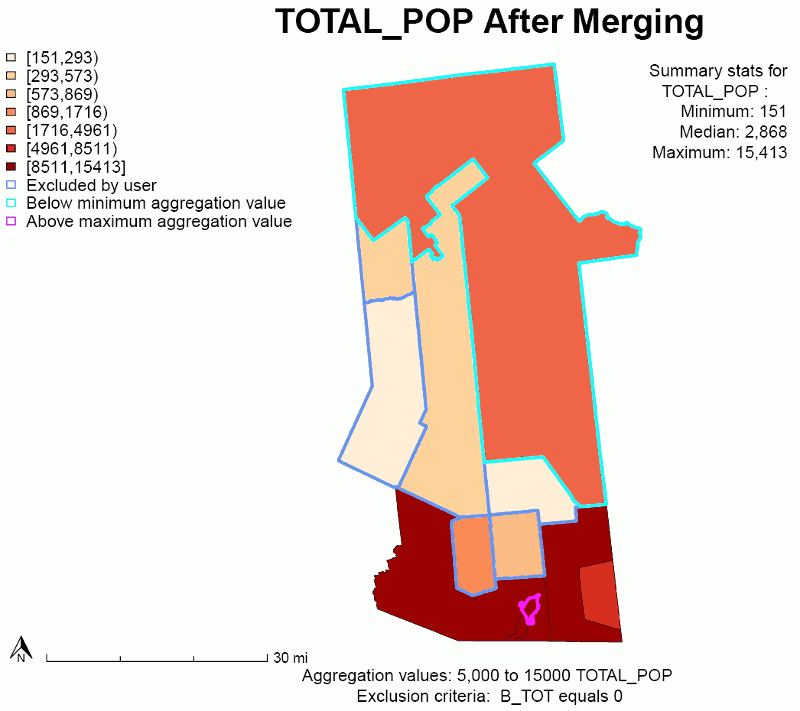 TOTAL_POP After Merging
[151,293)
[293,573)
[573,869)
[869,1716)
[1716,4961)
[4961,8511)
[8511,15413]
Excluded by user
Below minimum aggregation value
Above maximum aggregation value
Summary stats for
TOTAL_POP :
Minimum: 151
Median: 2,868
Maximum: 15,413
N
30 mi
Aggregation values: 5,000 to 15000 TOTAL_POP
Exclusion criteria:  B_TOT equals 0